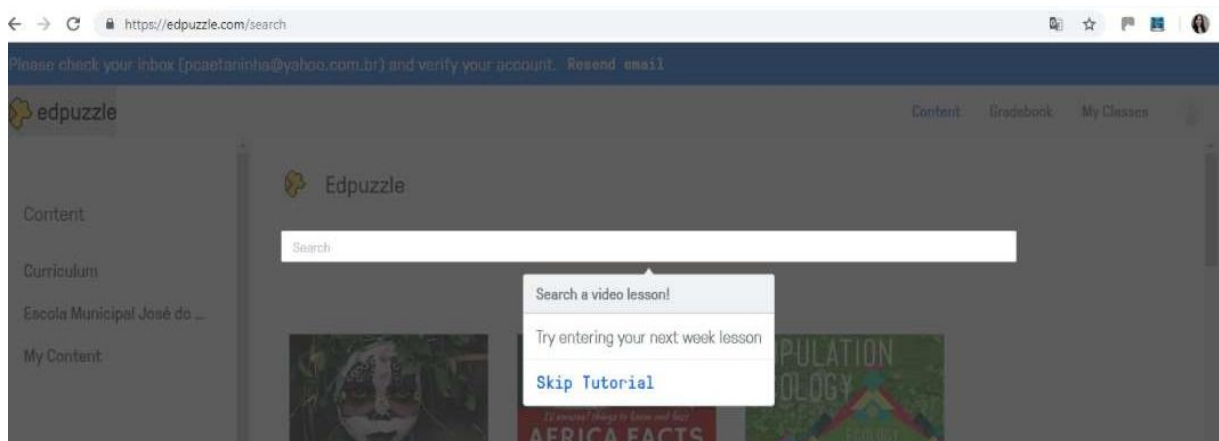 https://edpuzzle.com/search
Please check your inbox (pcaetaninha@yahoo.com.br) and verify your account. Resend email
edpuzzle
Content Gradebook My Classes
Edpuzzle
Content
Search
Curriculum
Search a video lesson!
Escola Municipal José do ...
Try entering your next week lesson
My Content
Skip Tutorial
PULATION
OLOGY
ECOLOGY
AFRICA FACTS